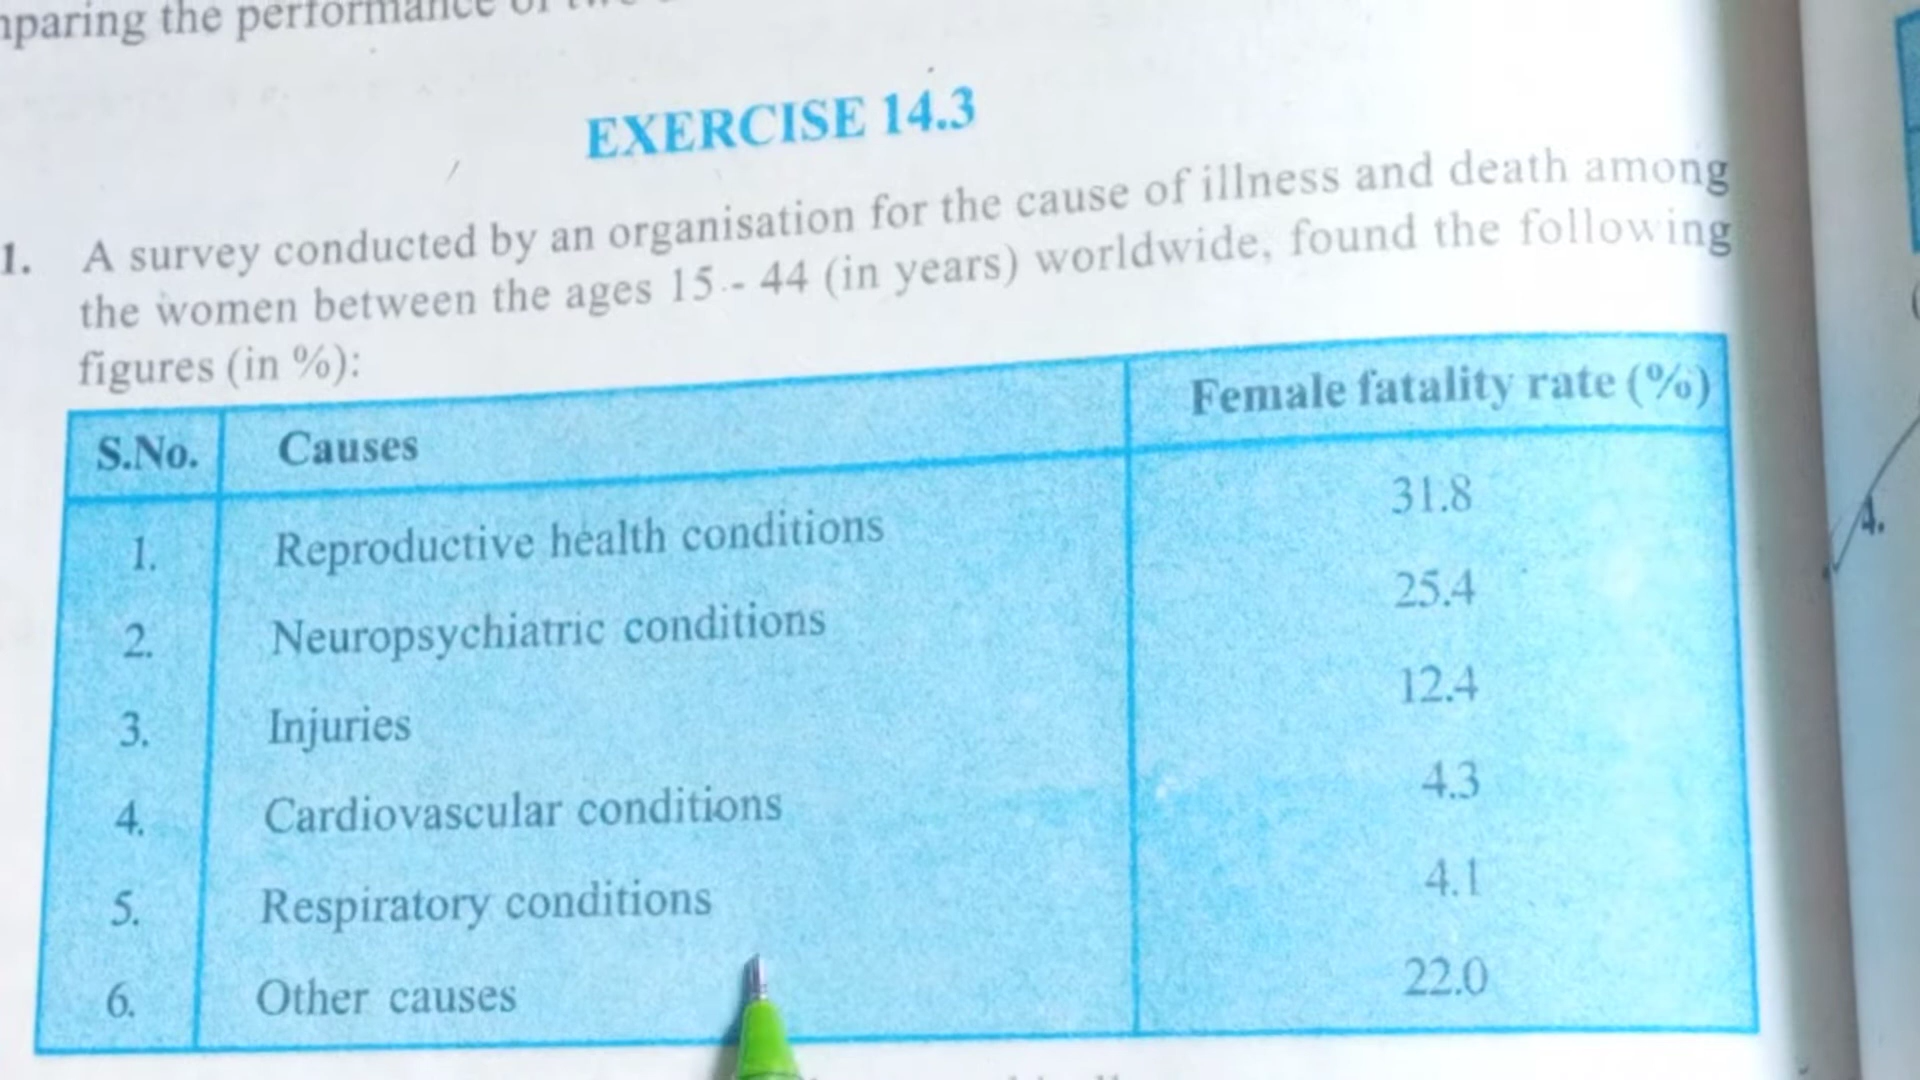 paring the performance
EXERCISE 14.3
1. A survey conducted by an organisation for the cause of illness and death among
the women between the ages 15 - 44 (in years) worldwide, found the following
figures (in %):
S.No. Causes Female fatality rate (%)
1. Reproductive health conditions 31.8
2. Neuropsychiatric conditions 25.4
3. Injuries 12.4
4. Cardiovascular conditions 4.3
5. Respiratory conditions 4.1
6. Other causes 22.0
4.